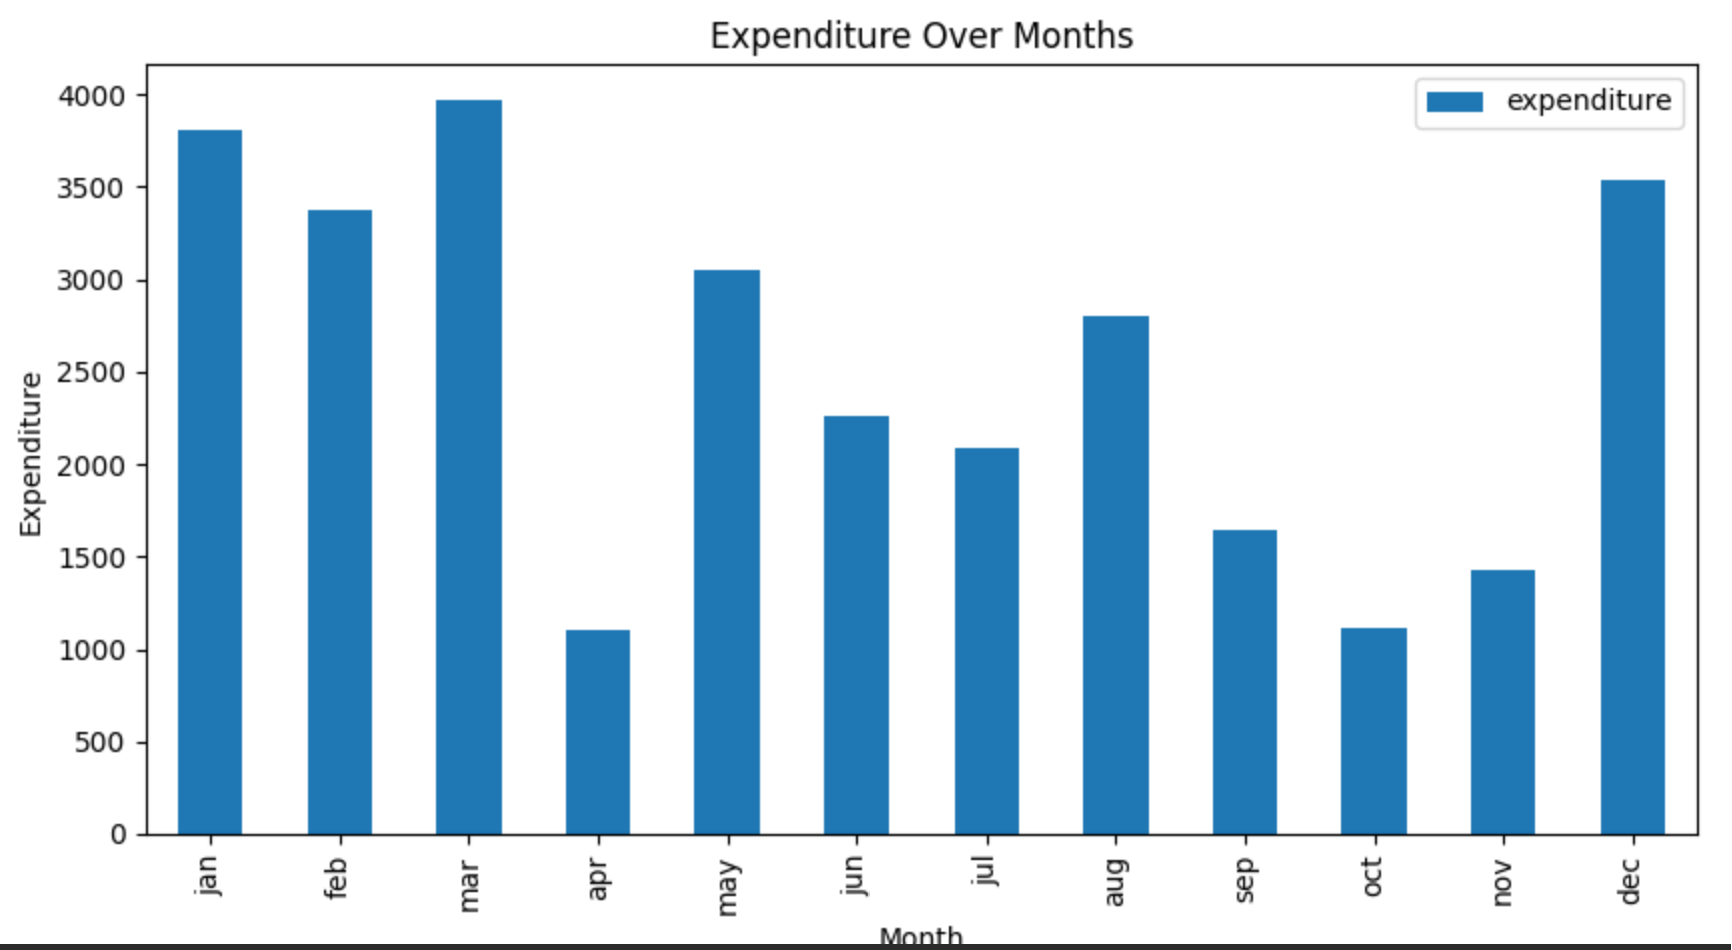 Expenditure Over Months
expenditure
Expenditure
4000
3500
3000
2500
2000
1500
1000
500
0
jan feb mar apr may jun jul aug sep oct nov dec
Month